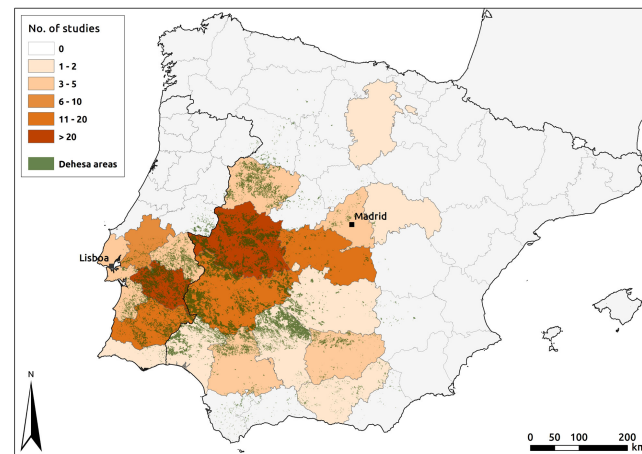 No. of studies
0
1 - 2
3 - 5
6 - 10
11 - 20
> 20
Dehesa areas
Madrid
Lisboa
N
0 50 100 200
km